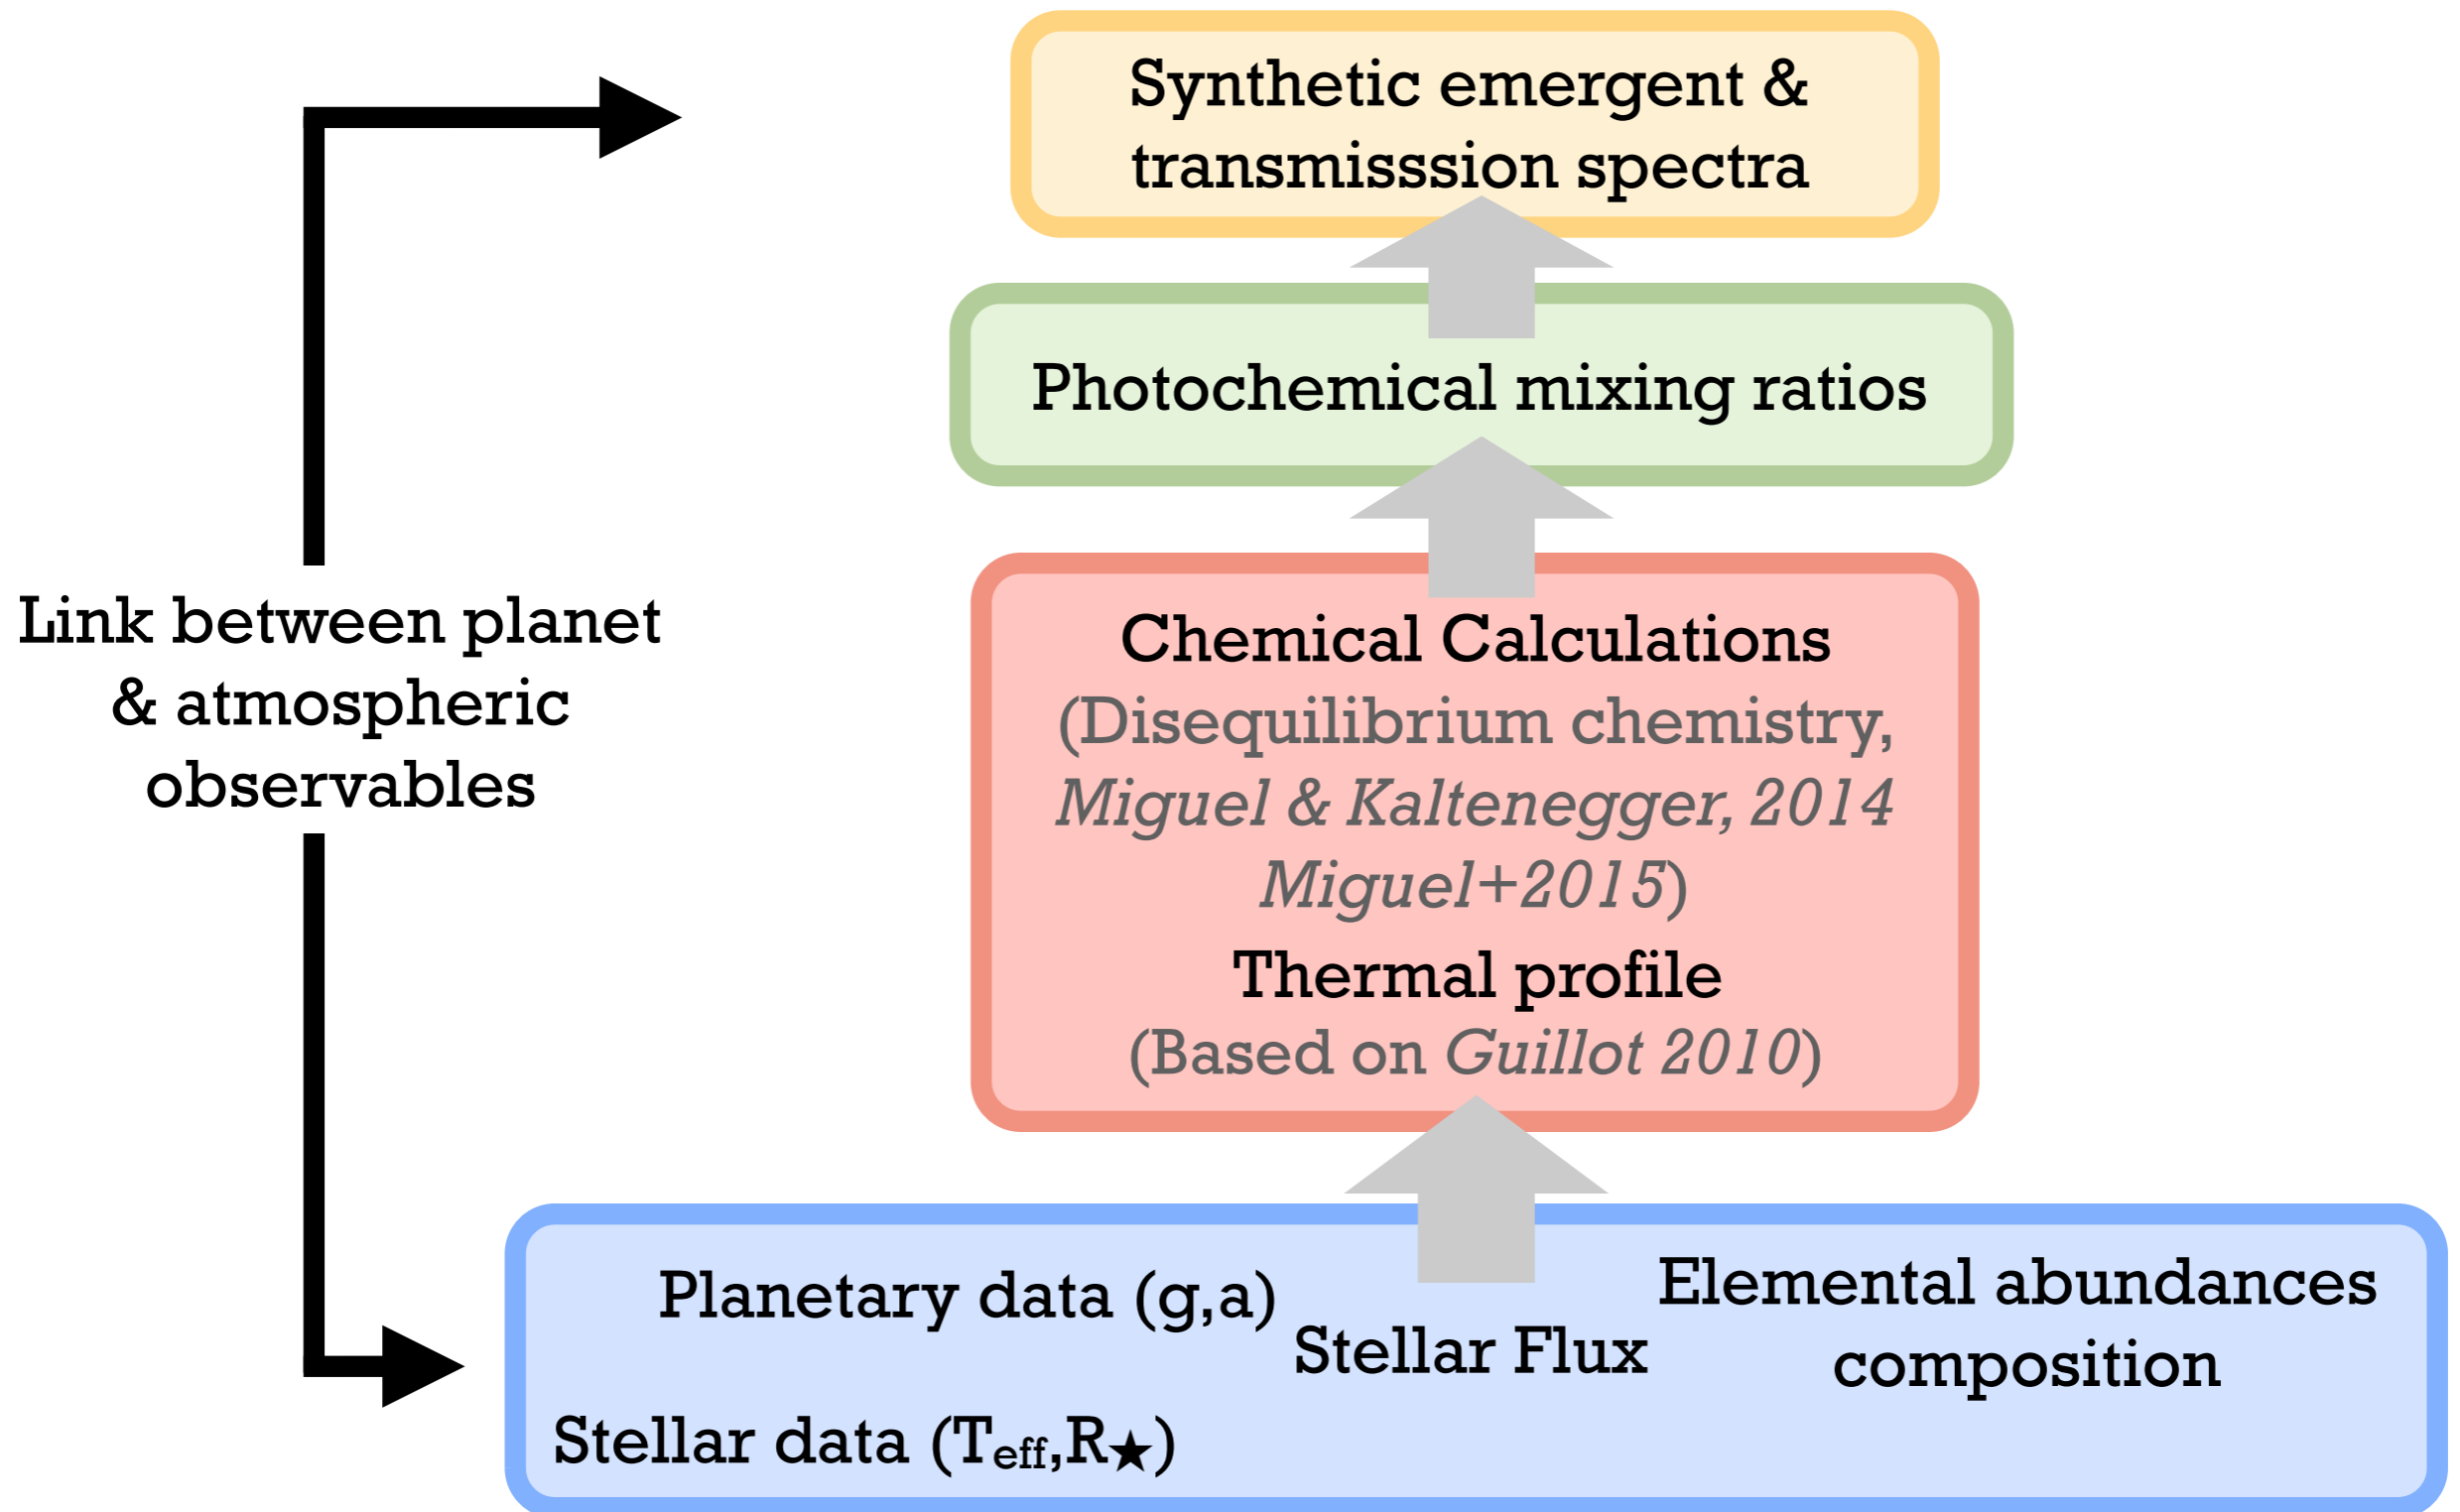 Synthetic emergent &
transmisssion spectra
Photochemical mixing ratios
Link between planet
& atmospheric
observables
Chemical Calculations
(Disequilibrium chemistry,
Miguel & Kaltenegger, 2014
Miguel+2015)
Thermal profile
(Based on Guillot 2010)
Planetary data (g,a)
Stellar Flux
Elemental abundances
composition
Stellar data (Teff,R★)